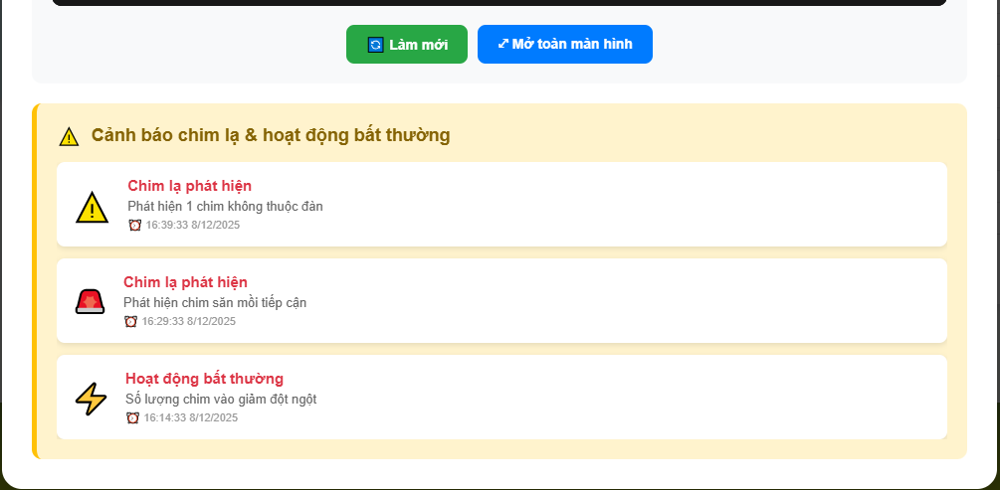 Làm mới
Mở toàn màn hình
Cảnh báo chim lạ & hoạt động bất thường
Chim lạ phát hiện
Phát hiện 1 chim không thuộc đàn
16:39:33 8/12/2025
Chim lạ phát hiện
Phát hiện chim săn mồi tiếp cận
16:29:33 8/12/2025
Hoạt động bất thường
Số lượng chim vào giảm đột ngột
16:14:33 8/12/2025